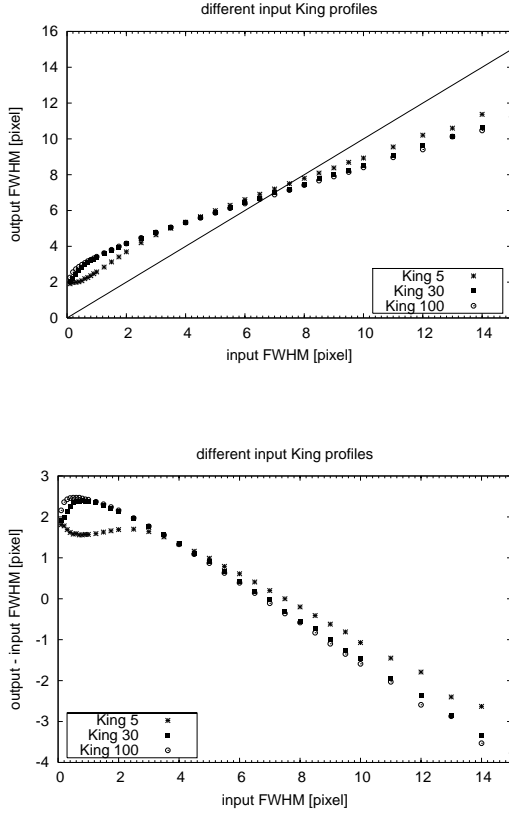 different input King profiles
16
14
12
10
8
6
4
2
0
output FWHM [pixel]
King 5
King 30
King 100
0 2 4 6 8 10 12 14
input FWHM [pixel]
different input King profiles
3
2
1
0
-1
-2
-3
-4
output - input FWHM [pixel]
King 5
King 30
King 100
0 2 4 6 8 10 12 14
input FWHM [pixel]